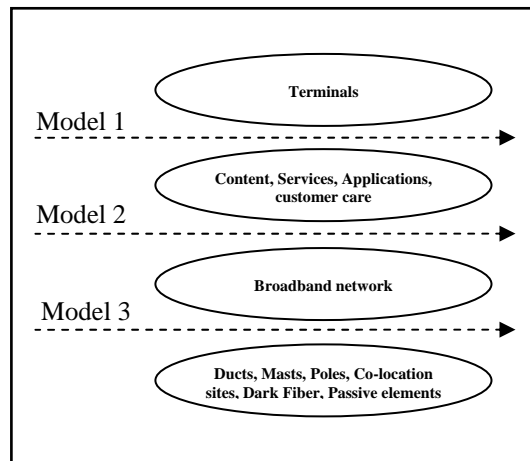 Terminals
Model 1
Content, Services, Applications,
customer care
Model 2
Broadband network
Model 3
Ducts, Masts, Poles, Co-location
sites, Dark Fiber, Passive elements